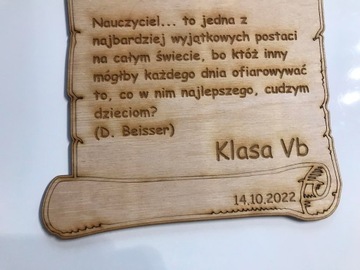 Nauczyciel... to jedna z
najbardziej wyjątkowych postaci
na całym świecie, bo któż inny
mógłby każdego dnia ofiarowywać
to, co w nim najlepszego, cudzym
dzieciom?
(D. Beisser)
Klasa Vb
14.10.2022